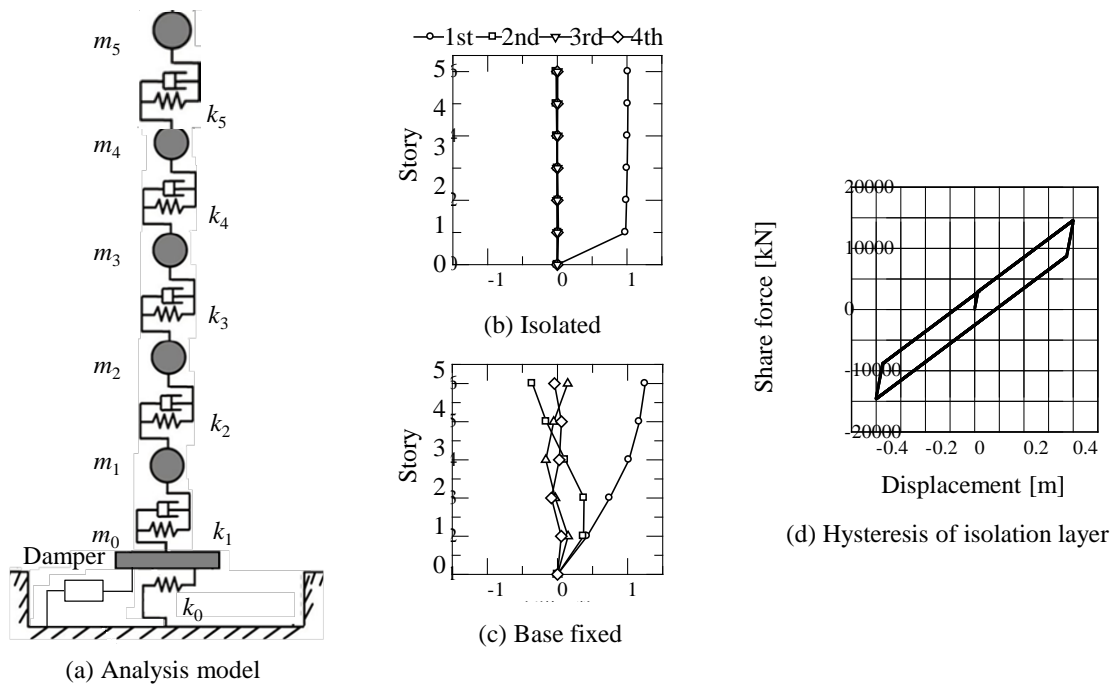 m5
k5
m4
k4
m3
k3
m2
k2
m1
m0
k1
Damper
k0
(a) Analysis model
1st 2nd 3rd 4th
Story
5
4
3
2
1
0
-1 0 1
(b) Isolated
Story
5
4
3
2
1
0
-1 0 1
(c) Base fixed
Share force [kN]
20000
10000
0
-10000
-20000
-0.4 -0.2 0 0.2 0.4
Displacement [m]
(d) Hysteresis of isolation layer